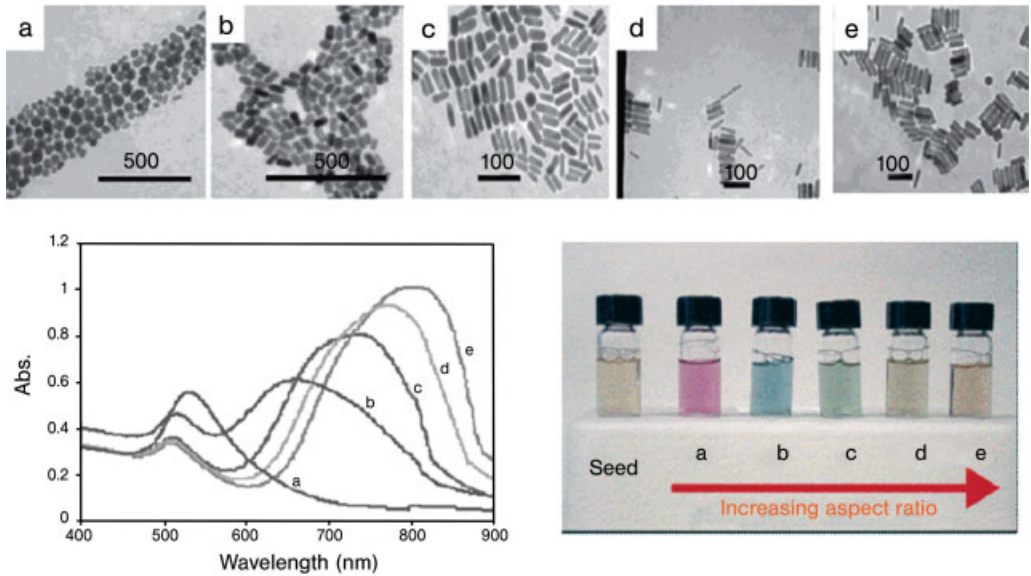 a
b
c
d
e
500
500
100
100
100
1.2
1
0.8
0.6
0.4
0.2
0
Abs.
e
d
c
b
a
400
500
600
700
800
900
Wavelength (nm)
Seed
a
b
c
d
e
Increasing aspect ratio